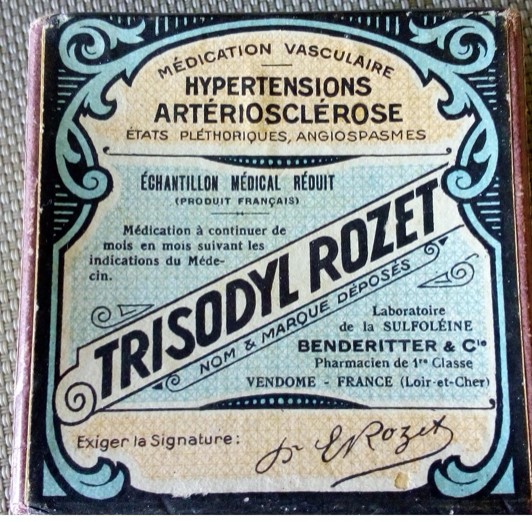 MÉDICATION VASCULAIRE
HYPERTENSIONS
ARTÉRIOSCLÉROSE
ÉTATS PLÉTHORIQUES, ANGIOSPASMES
ÉCHANTILLON MÉDICAL RÉDUIT
(PRODUIT FRANÇAIS)
Médication à continuer de
mois en mois suivant les
indications du Méde-
cin.
TRISODYL ROZET
NOM & MARQUE DÉPOSÉS
Laboratoire
de la SULFOLÉINE
BENDERITTER & Cie
Pharmacien de 1re Classe
VENDOME - FRANCE (Loir-et-Cher)
Exiger la Signature: Dr E Rozet